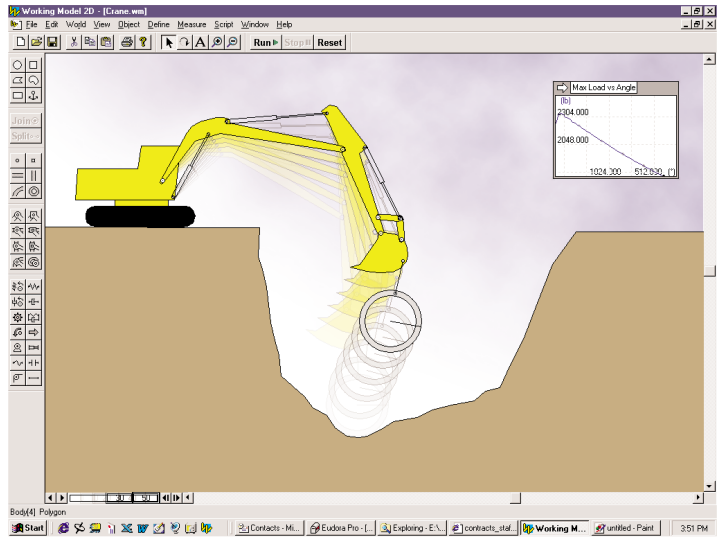 Working Model 2D - [Crane.wm]
File Edit World View Object Define Measure Script Window Help
Run Stop Reset
Join
Split
Max Load vs Angle
(lb)
2304.000
2048.000
1024.000 512.000 (°)
30 50
Body[4] Polygon
Start Contacts - Mi... Eudora Pro - [... Exploring - E:\... contracts_staf... Working M... untitled - Paint 3:51 PM